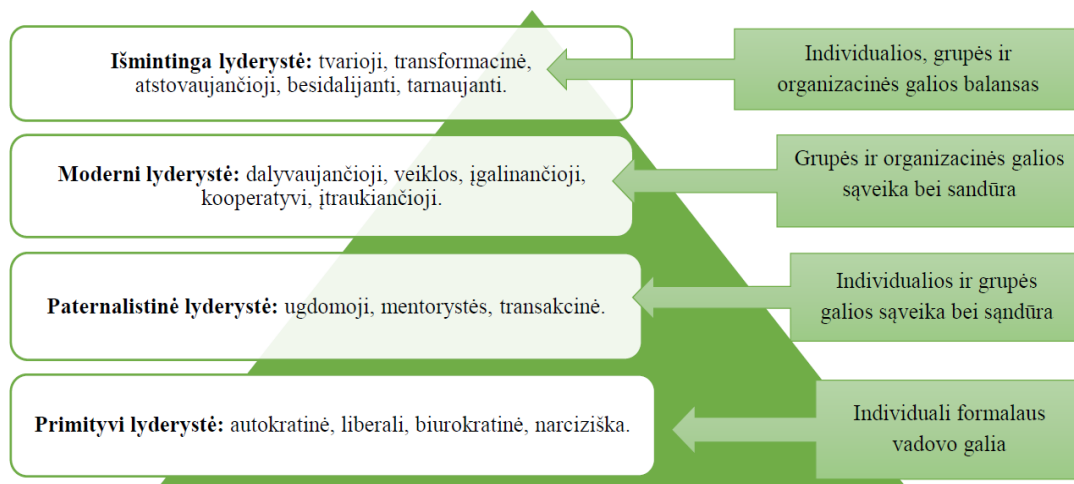 Išmintinga lyderystė: tvarioji, transformacinė,
atstovaujančioji, besidalijanti, tarnaujanti.
Individualios, grupės ir
organizacinės galios balansas
Moderni lyderystė: dalyvaujančioji, veiklos, įgalinančioji,
kooperatyvi, įtraukiančioji.
Grupės ir organizacinės galios
sąveika bei sandūra
Paternalistinė lyderystė: ugdomoji, mentorystės, transakcinė.
Individualios ir grupės
galios sąveika bei sąndūra
Primityvi lyderystė: autokratinė, liberali, biurokratinė, narciziška.
Individuali formalaus
vadovo galia